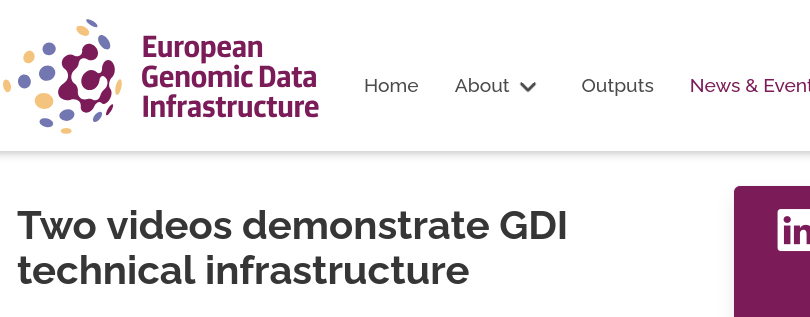 European
Genomic Data
Infrastructure
Home About Outputs News & Event
Two videos demonstrate GDI
technical infrastructure
in